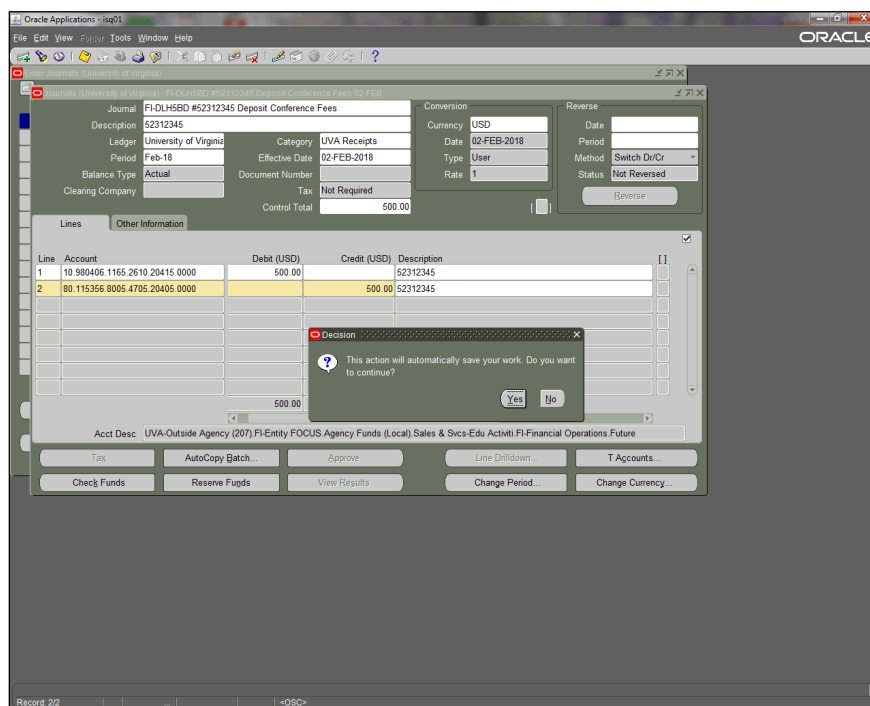 Oracle Applications - isq01
File Edit View Folder Tools Window Help
ORACLE
Enter Journals (University of Virginia)
Journals (University of Virginia) - FI-DLH5BD #52312345 Deposit Conference Fees 02-FEB
Journal FI-DLH5BD #52312345 Deposit Conference Fees
Description 52312345
Ledger University of Virginia Category UVA Receipts
Period Feb-18 Effective Date 02-FEB-2018
Balance Type Actual Document Number
Clearing Company Tax Not Required
Control Total 500.00
Conversion
Currency USD
Date 02-FEB-2018
Type User
Rate 1
Reverse
Date
Period
Method Switch Dr/Cr
Status Not Reversed
Reverse
[ ]
Lines Other Information
Line Account Debit (USD) Credit (USD) Description [ ]
1 10.980406.1165.2610.20415.0000 500.00 52312345
2 80.115356.8005.4705.20405.0000 500.00 52312345
500.00
Decision
This action will automatically save your work. Do you want
to continue?
Yes No
Acct Desc UVA-Outside Agency (207).FI-Entity FOCUS.Agency Funds (Local).Sales & Svcs-Edu Activiti.FI-Financial Operations.Future
Tax AutoCopy Batch... Approve Line Drilldown... T Accounts...
Check Funds Reserve Funds View Results Change Period... Change Currency...
Record: 2/2 ... <OSC>